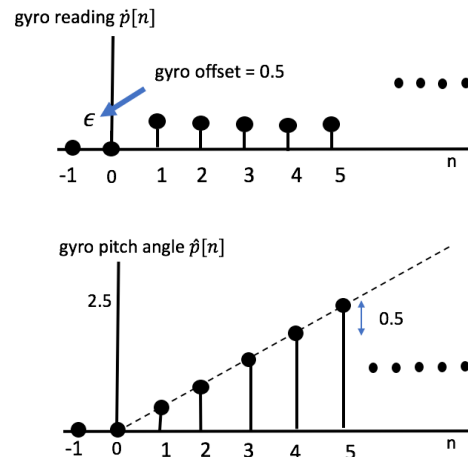 gyro reading ṗ[n]
gyro offset = 0.5
ϵ
n
-1 0 1 2 3 4 5
gyro pitch angle p̂[n]
2.5
0.5
-1 0 1 2 3 4 5 n